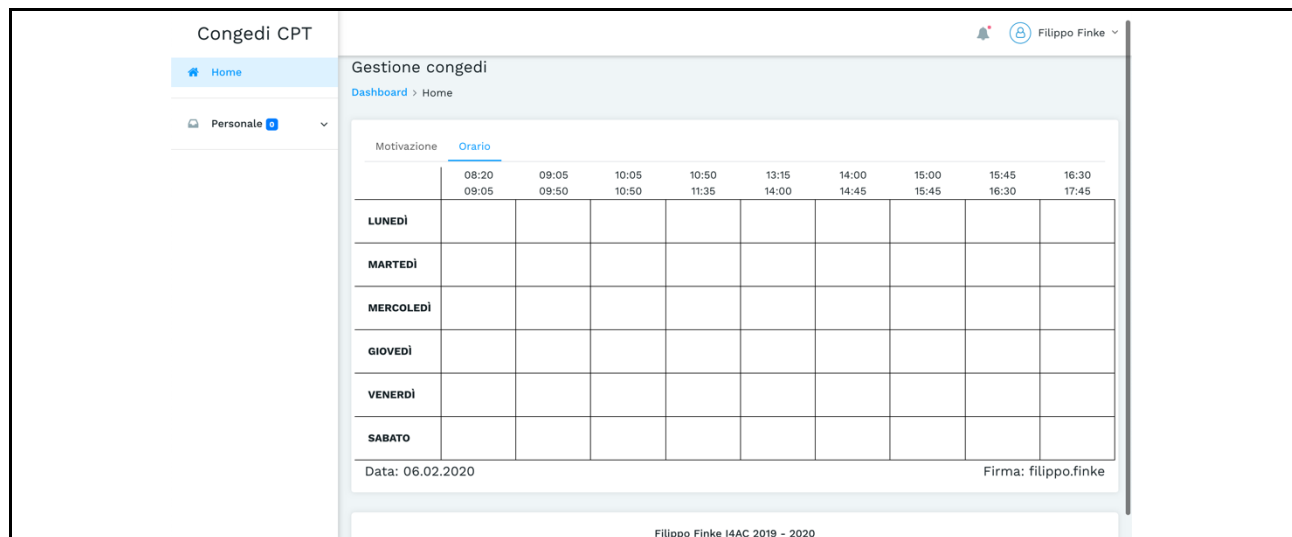 Congedi CPT
Filippo Finke
Home
Gestione congedi
Dashboard > Home
Personale 0
Motivazione Orario
08:20 09:05 10:05 10:50 13:15 14:00 15:00 15:45 16:30
09:05 09:50 10:50 11:35 14:00 14:45 15:45 16:30 17:45
LUNEDÌ
MARTEDÌ
MERCOLEDÌ
GIOVEDÌ
VENERDÌ
SABATO
Data: 06.02.2020 Firma: filippo.finke
Filippo Finke I4AC 2019 - 2020